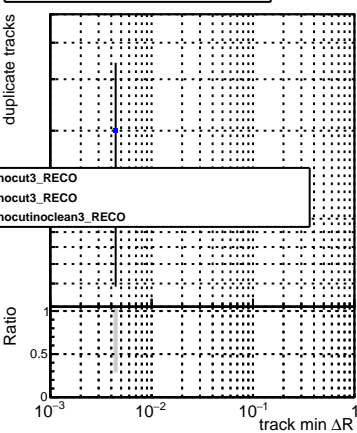 duplicate tracks
nocut3_RECO
nocut3_RECO
nocutinoclean3_RECO
Ratio
1
0.5
0
10−3
10−2
10−1
1
track min ΔR